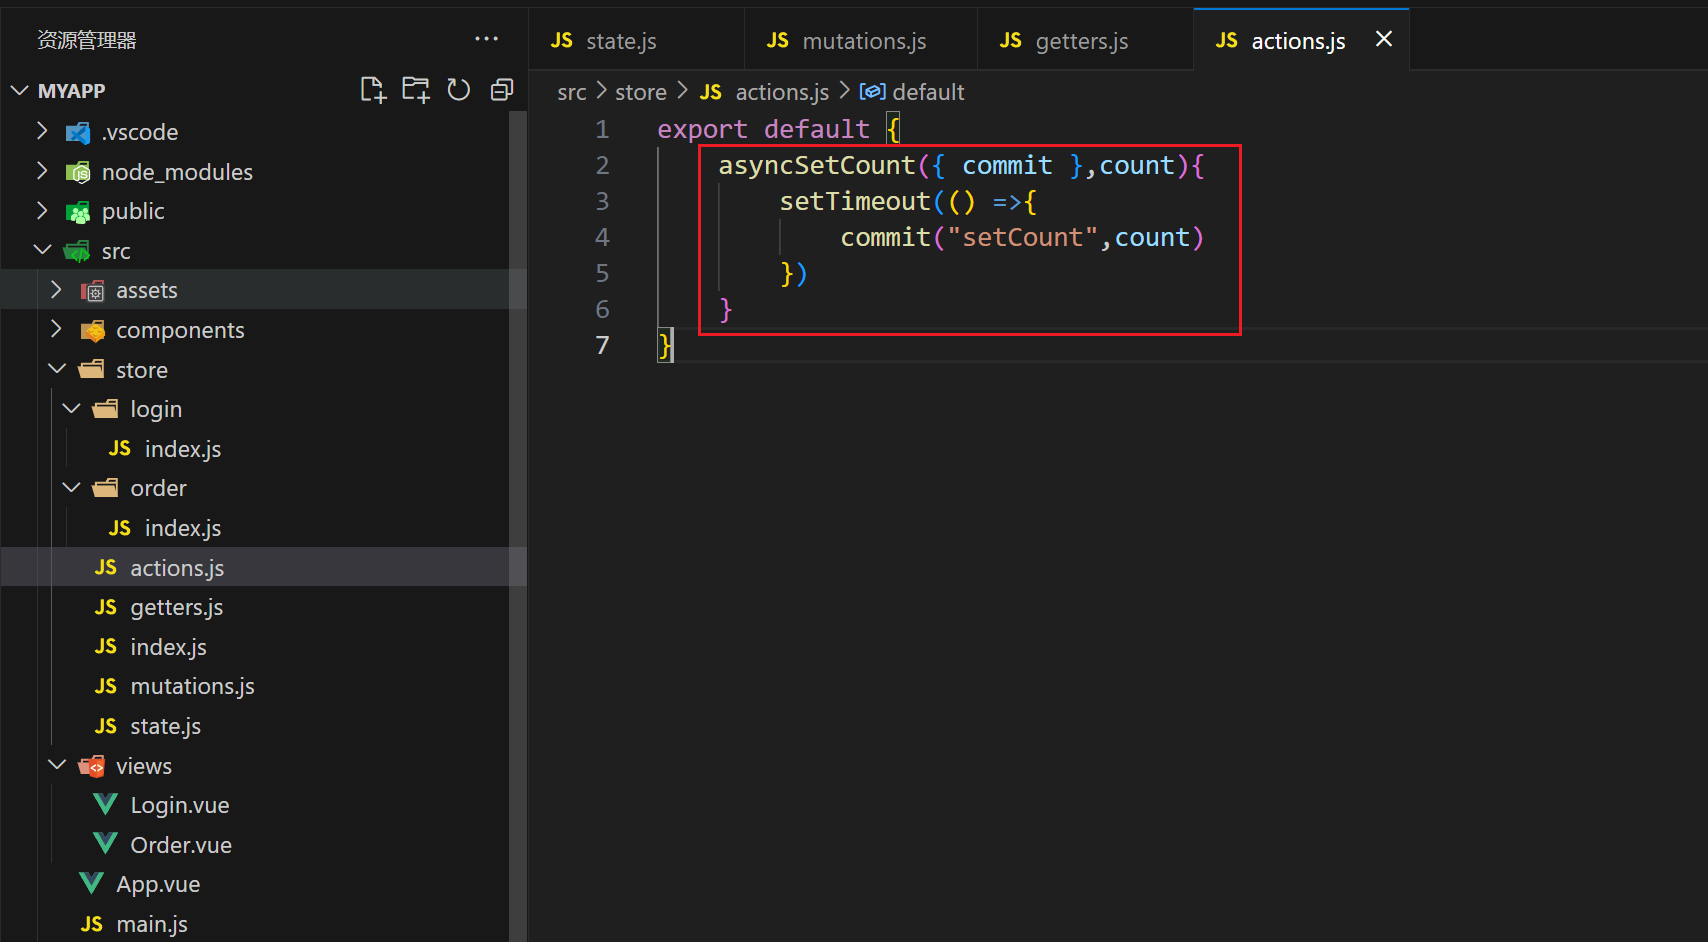 资源管理器 ···
MYAPP
.vscode
node_modules
public
src
assets
components
store
login
JS index.js
order
JS index.js
JS actions.js
JS getters.js
JS index.js
JS mutations.js
JS state.js
views
Login.vue
Order.vue
App.vue
JS main.js
JS state.js JS mutations.js JS getters.js JS actions.js
src > store > JS actions.js > default
1 export default {
2 asyncSetCount({ commit },count){
3 setTimeout(() =>{
4 commit("setCount",count)
5 })
6 }
7 }